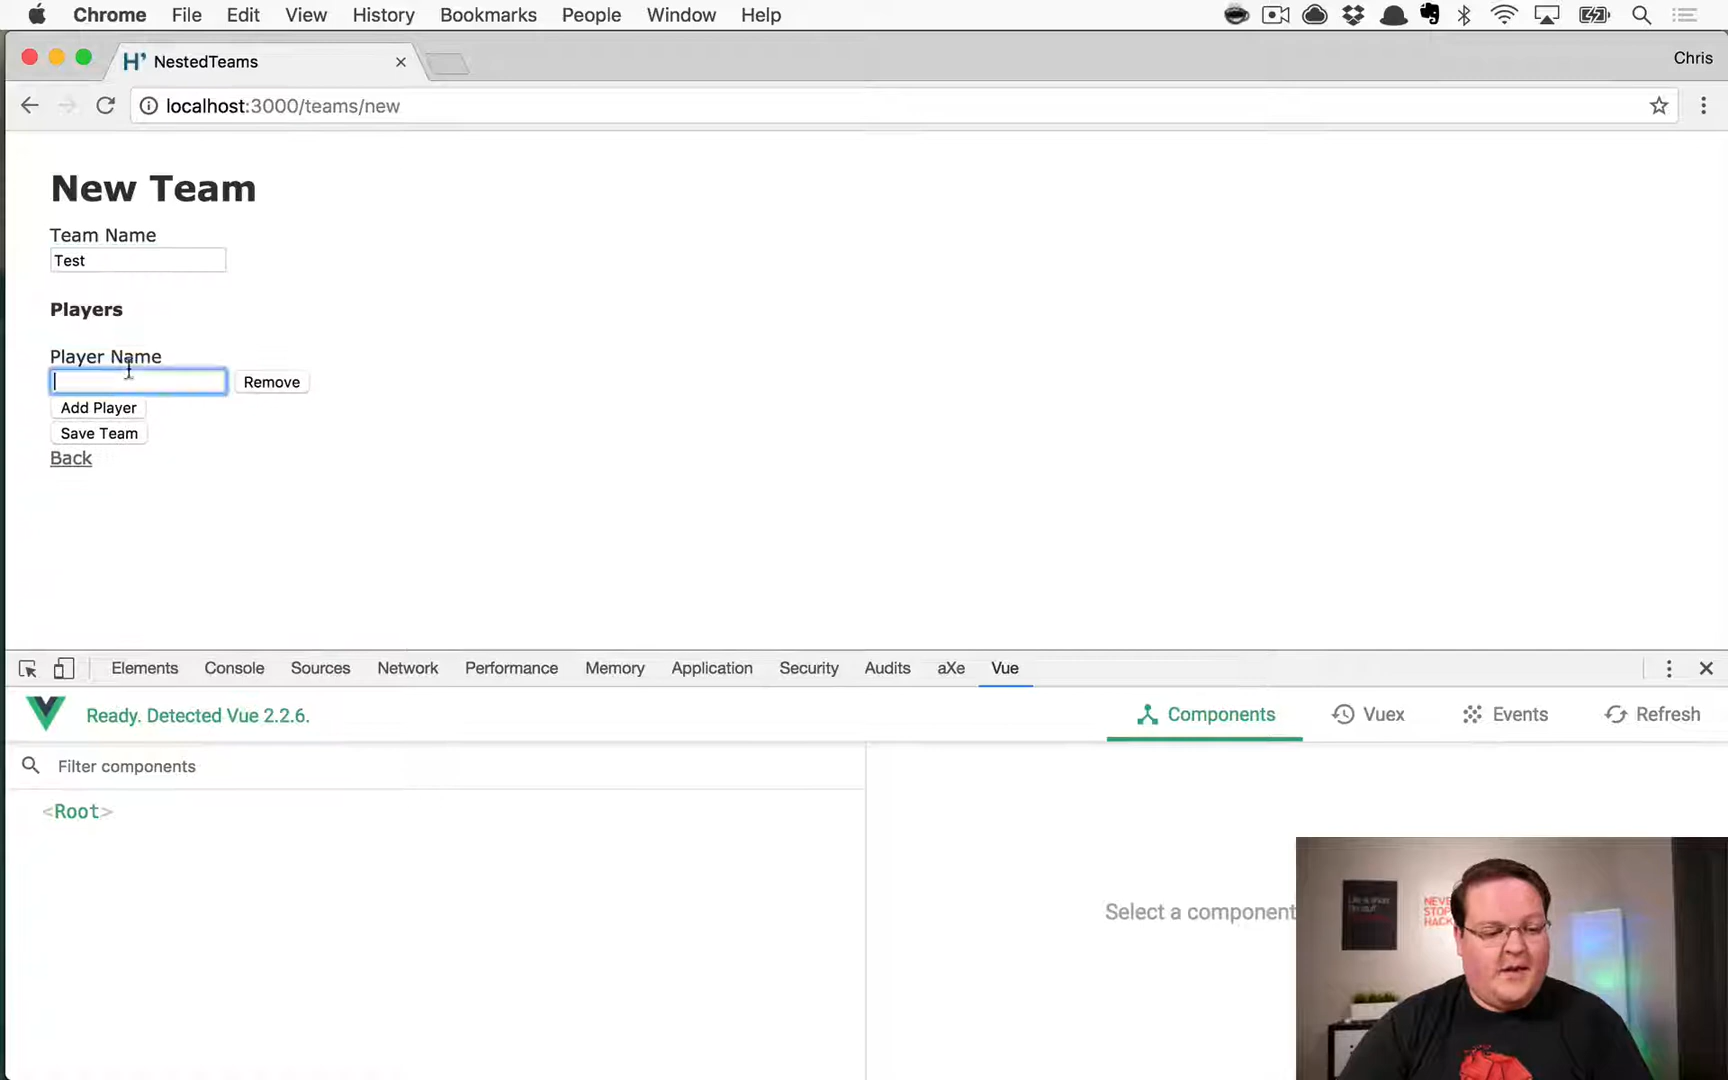 Chrome File Edit View History Bookmarks People Window Help
NestedTeams
Chris
localhost:3000/teams/new
New Team
Team Name
Test
Players
Player Name
Remove
Add Player
Save Team
Back
Elements Console Sources Network Performance Memory Application Security Audits aXe Vue
Ready. Detected Vue 2.2.6.
Components Vuex Events Refresh
Filter components
<Root>
Select a component